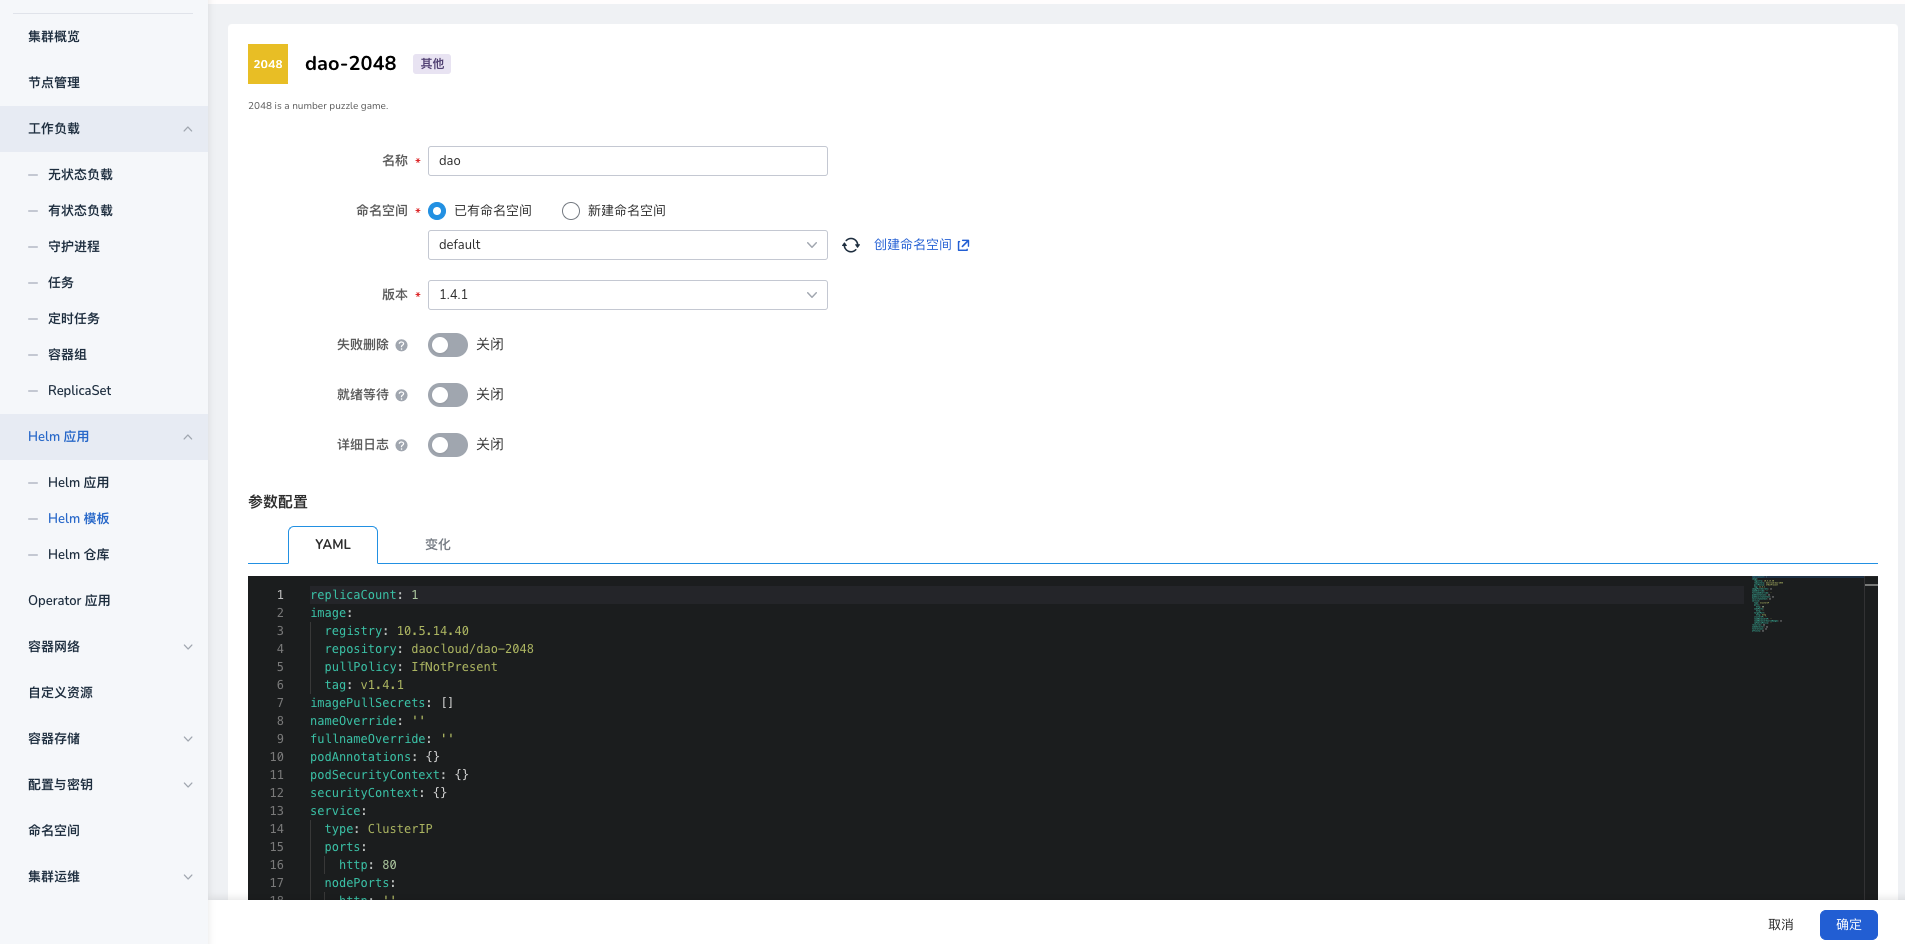 集群概览
节点管理
工作负载
无状态负载
有状态负载
守护进程
任务
定时任务
容器组
ReplicaSet
Helm 应用
Helm 应用
Helm 模板
Helm 仓库
Operator 应用
容器网络
自定义资源
容器存储
配置与密钥
命名空间
集群运维
2048 dao-2048 其他
2048 is a number puzzle game.
名称 * dao
命名空间 * 已有命名空间 新建命名空间
default 创建命名空间
版本 * 1.4.1
失败删除 ? 关闭
就绪等待 ? 关闭
详细日志 ? 关闭
参数配置
YAML 变化
1 replicaCount: 1
2 image:
3 registry: 10.5.14.40
4 repository: daocloud/dao-2048
5 pullPolicy: IfNotPresent
6 tag: v1.4.1
7 imagePullSecrets: []
8 nameOverride: ''
9 fullnameOverride: ''
10 podAnnotations: {}
11 podSecurityContext: {}
12 securityContext: {}
13 service:
14 type: ClusterIP
15 ports:
16 http: 80
17 nodePorts:
18 http: ''
取消 确定